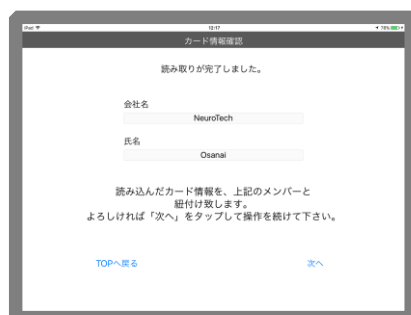 iPad 12:17 78%
カード情報確認
読み取りが完了しました。
会社名
NeuroTech
氏名
Osanai
読み込んだカード情報を、上記のメンバーと
紐付け致します。
よろしければ「次へ」をタップして操作を続けて下さい。
TOPへ戻る 次へ